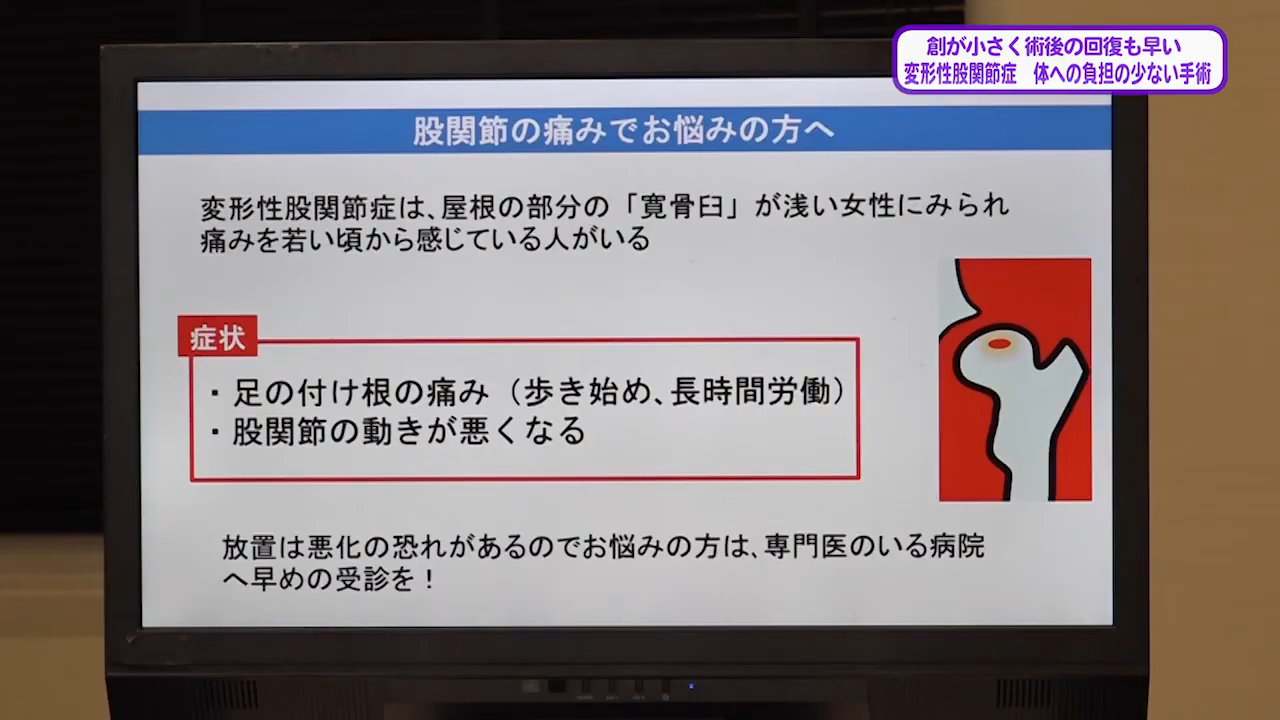 創が小さく術後の回復も早い
変形性股関節症　体への負担の少ない手術
股関節の痛みでお悩みの方へ
変形性股関節症は、屋根の部分の「寛骨臼」が浅い女性にみられ
痛みを若い頃から感じている人がいる
症状
・足の付け根の痛み（歩き始め、長時間労働）
・股関節の動きが悪くなる
放置は悪化の恐れがあるのでお悩みの方は、専門医のいる病院
へ早めの受診を！